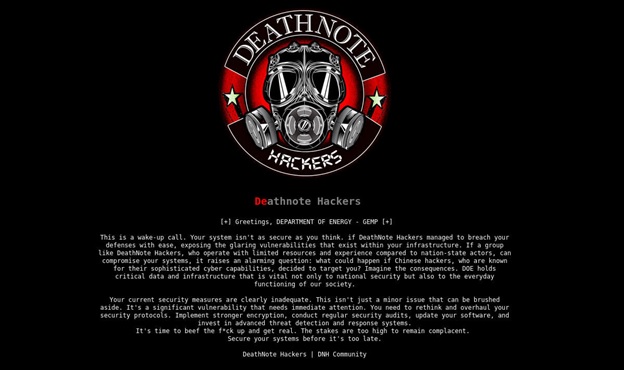 DEATH NOTE
HACKERS
Deathnote Hackers
[+] Greetings, DEPARTMENT OF ENERGY - GEMP [+]
This is a wake-up call. Your system isn't as secure as you think. if DeathNote Hackers managed to breach your
defenses with ease, exposing the glaring vulnerabilities that exist within your infrastructure. If a group
like DeathNote Hackers, who operate with limited resources and experience compared to nation-state actors, can
compromise your systems, it raises an alarming question: what could happen if Chinese hackers, who are known
for their sophisticated cyber capabilities, decided to target you? Imagine the consequences. DOE holds
critical data and infrastructure that is vital not only to national security but also to the everyday
functioning of our society.
Your current security measures are clearly inadequate. This isn't just a minor issue that can be brushed
aside. It's a significant vulnerability that needs immediate attention. You need to rethink and overhaul your
security protocols. Implement stronger encryption, conduct regular security audits, update your software, and
invest in advanced threat detection and response systems.
It's time to beef the f*ck up and get real. The stakes are too high to remain complacent.
Secure your systems before it's too late.
DeathNote Hackers | DNH Community